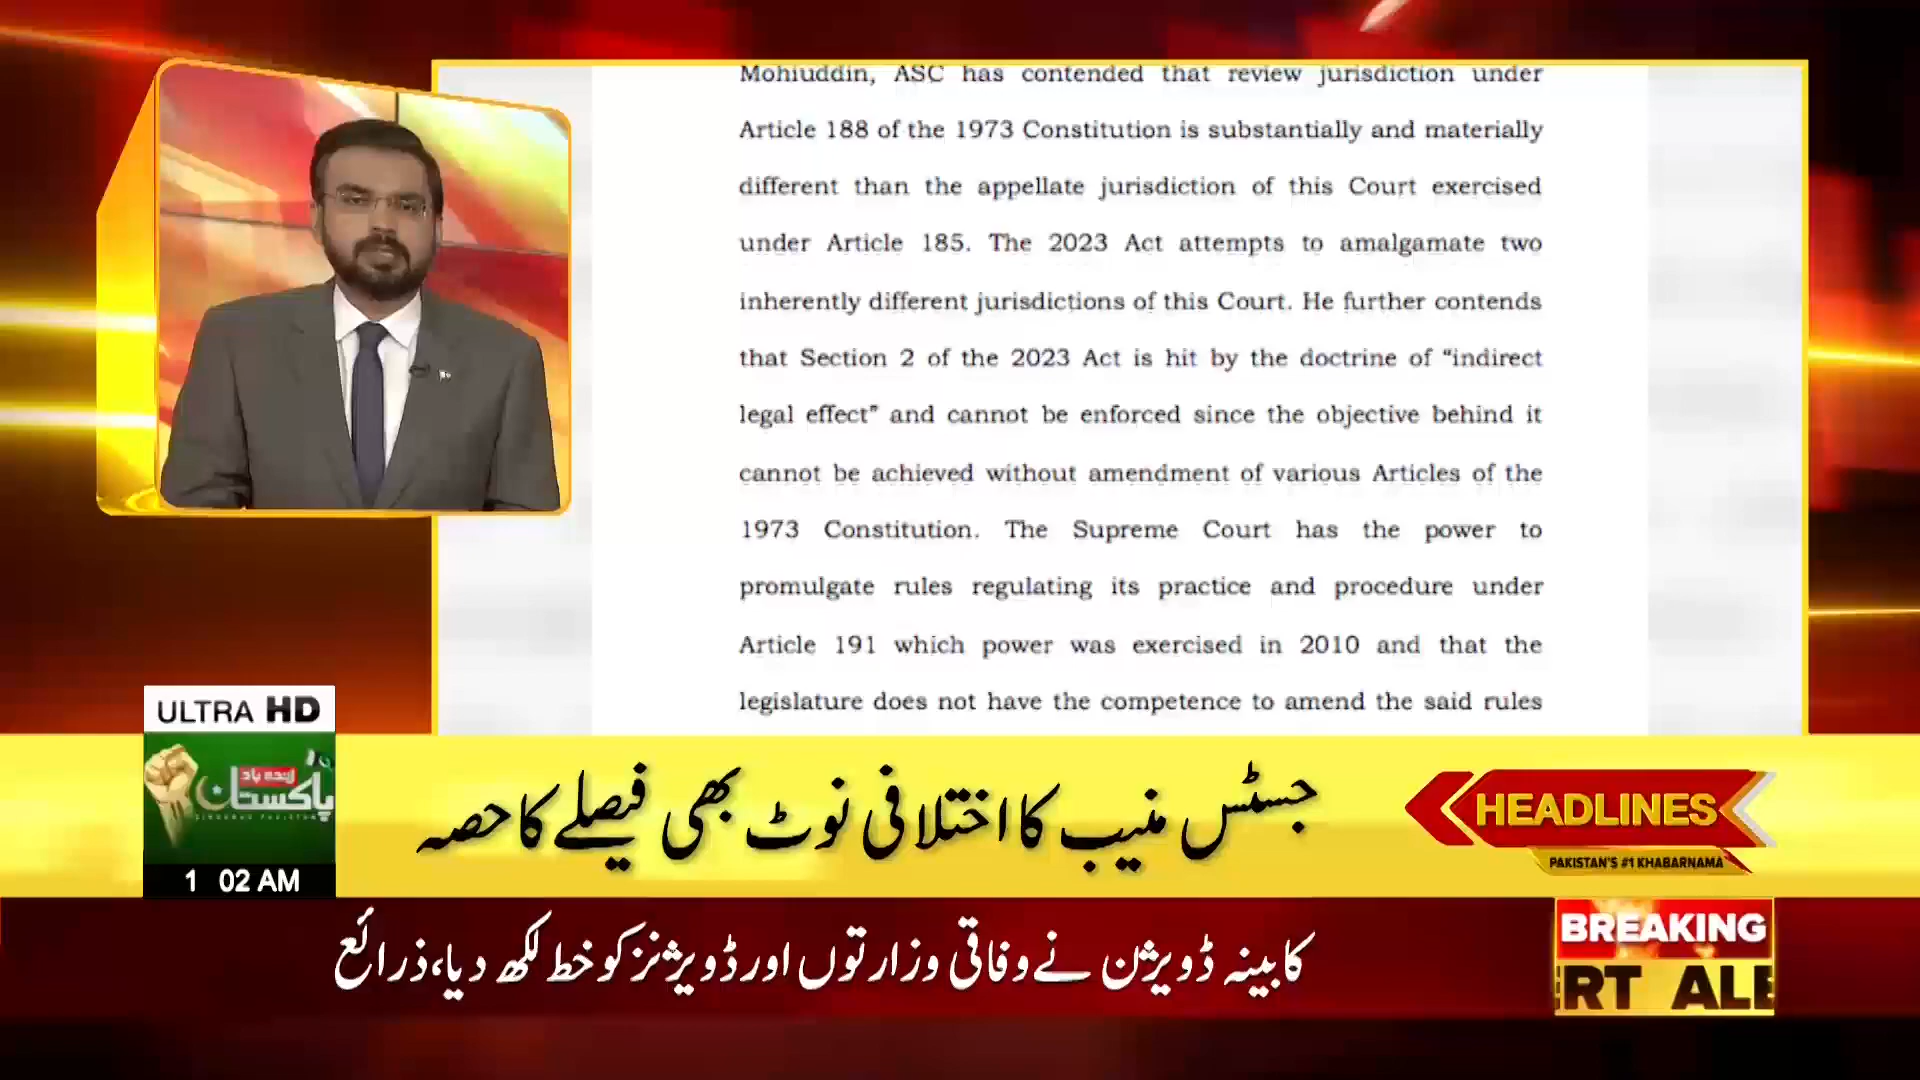 Mohiuddin, ASC has contended that review jurisdiction under
Article 188 of the 1973 Constitution is substantially and materially
different than the appellate jurisdiction of this Court exercised
under Article 185. The 2023 Act attempts to amalgamate two
inherently different jurisdictions of this Court. He further contends
that Section 2 of the 2023 Act is hit by the doctrine of “indirect
legal effect” and cannot be enforced since the objective behind it
cannot be achieved without amendment of various Articles of the
1973 Constitution. The Supreme Court has the power to
promulgate rules regulating its practice and procedure under
Article 191 which power was exercised in 2010 and that the
legislature does not have the competence to amend the said rules
ULTRA HD
زندہ باد
پاکستان
1 02 AM
جسٹس منیب کا اختلافی نوٹ بھی فیصلے کا حصہ
HEADLINES
PAKISTAN'S #1 KHABARNAMA
کابینہ ڈویژن نے وفاقی وزارتوں اور ڈویژنز کو خط لکھ دیا، ذرائع
BREAKING
ERT ALE